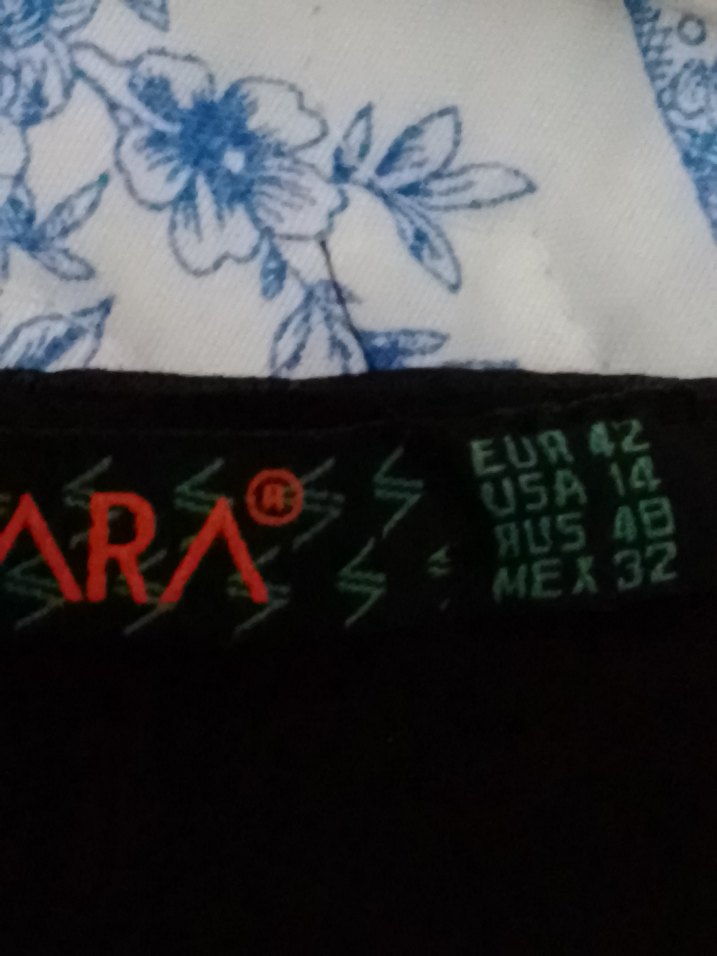 ARA®
EUR 42
USA 14
RUS 48
MEX 32